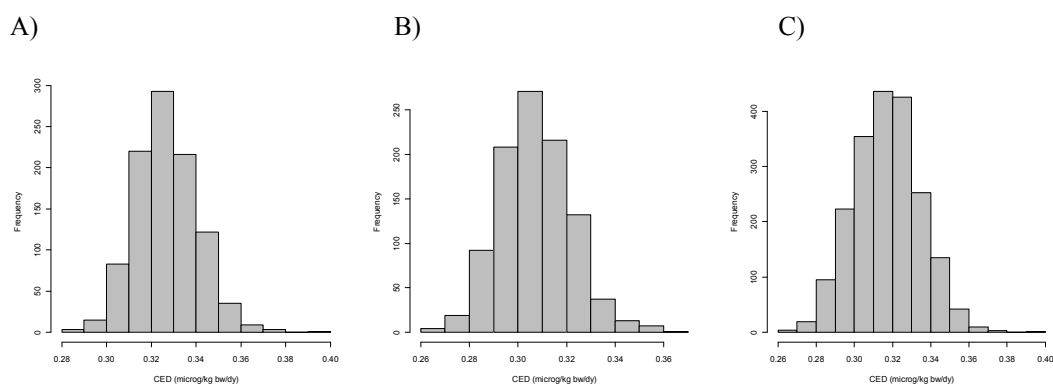 A)
B)
C)
Frequency
0 50 100 150 200 250 300
0.28 0.30 0.32 0.34 0.36 0.38 0.40
CED (microg/kg bw/dy)
Frequency
0 50 100 150 200 250
0.26 0.28 0.30 0.32 0.34 0.36
CED (microg/kg bw/dy)
Frequency
0 100 200 300 400
0.26 0.28 0.30 0.32 0.34 0.36 0.38 0.40
CED (microg/kg bw/dy)